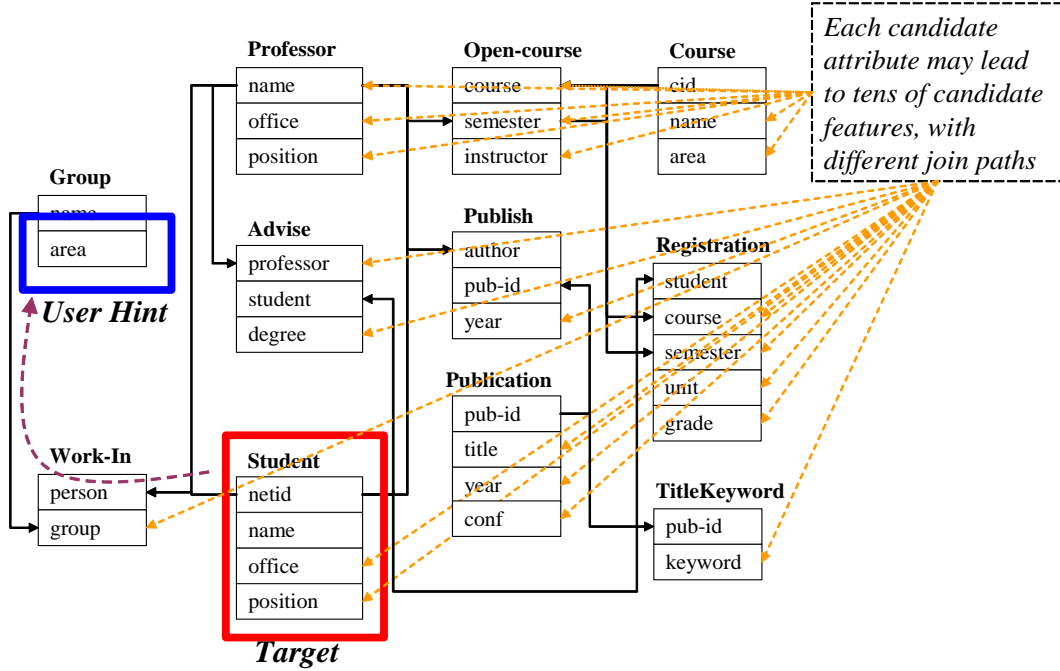 Professor
name
office
position
Open-course
course
semester
instructor
Course
cid
name
area
Each candidate
attribute may lead
to tens of candidate
features, with
different join paths
Group
name
area
User Hint
Advise
professor
student
degree
Publish
author
pub-id
year
Registration
student
course
semester
unit
grade
Publication
pub-id
title
year
conf
Work-In
person
group
Student
netid
name
office
position
Target
TitleKeyword
pub-id
keyword